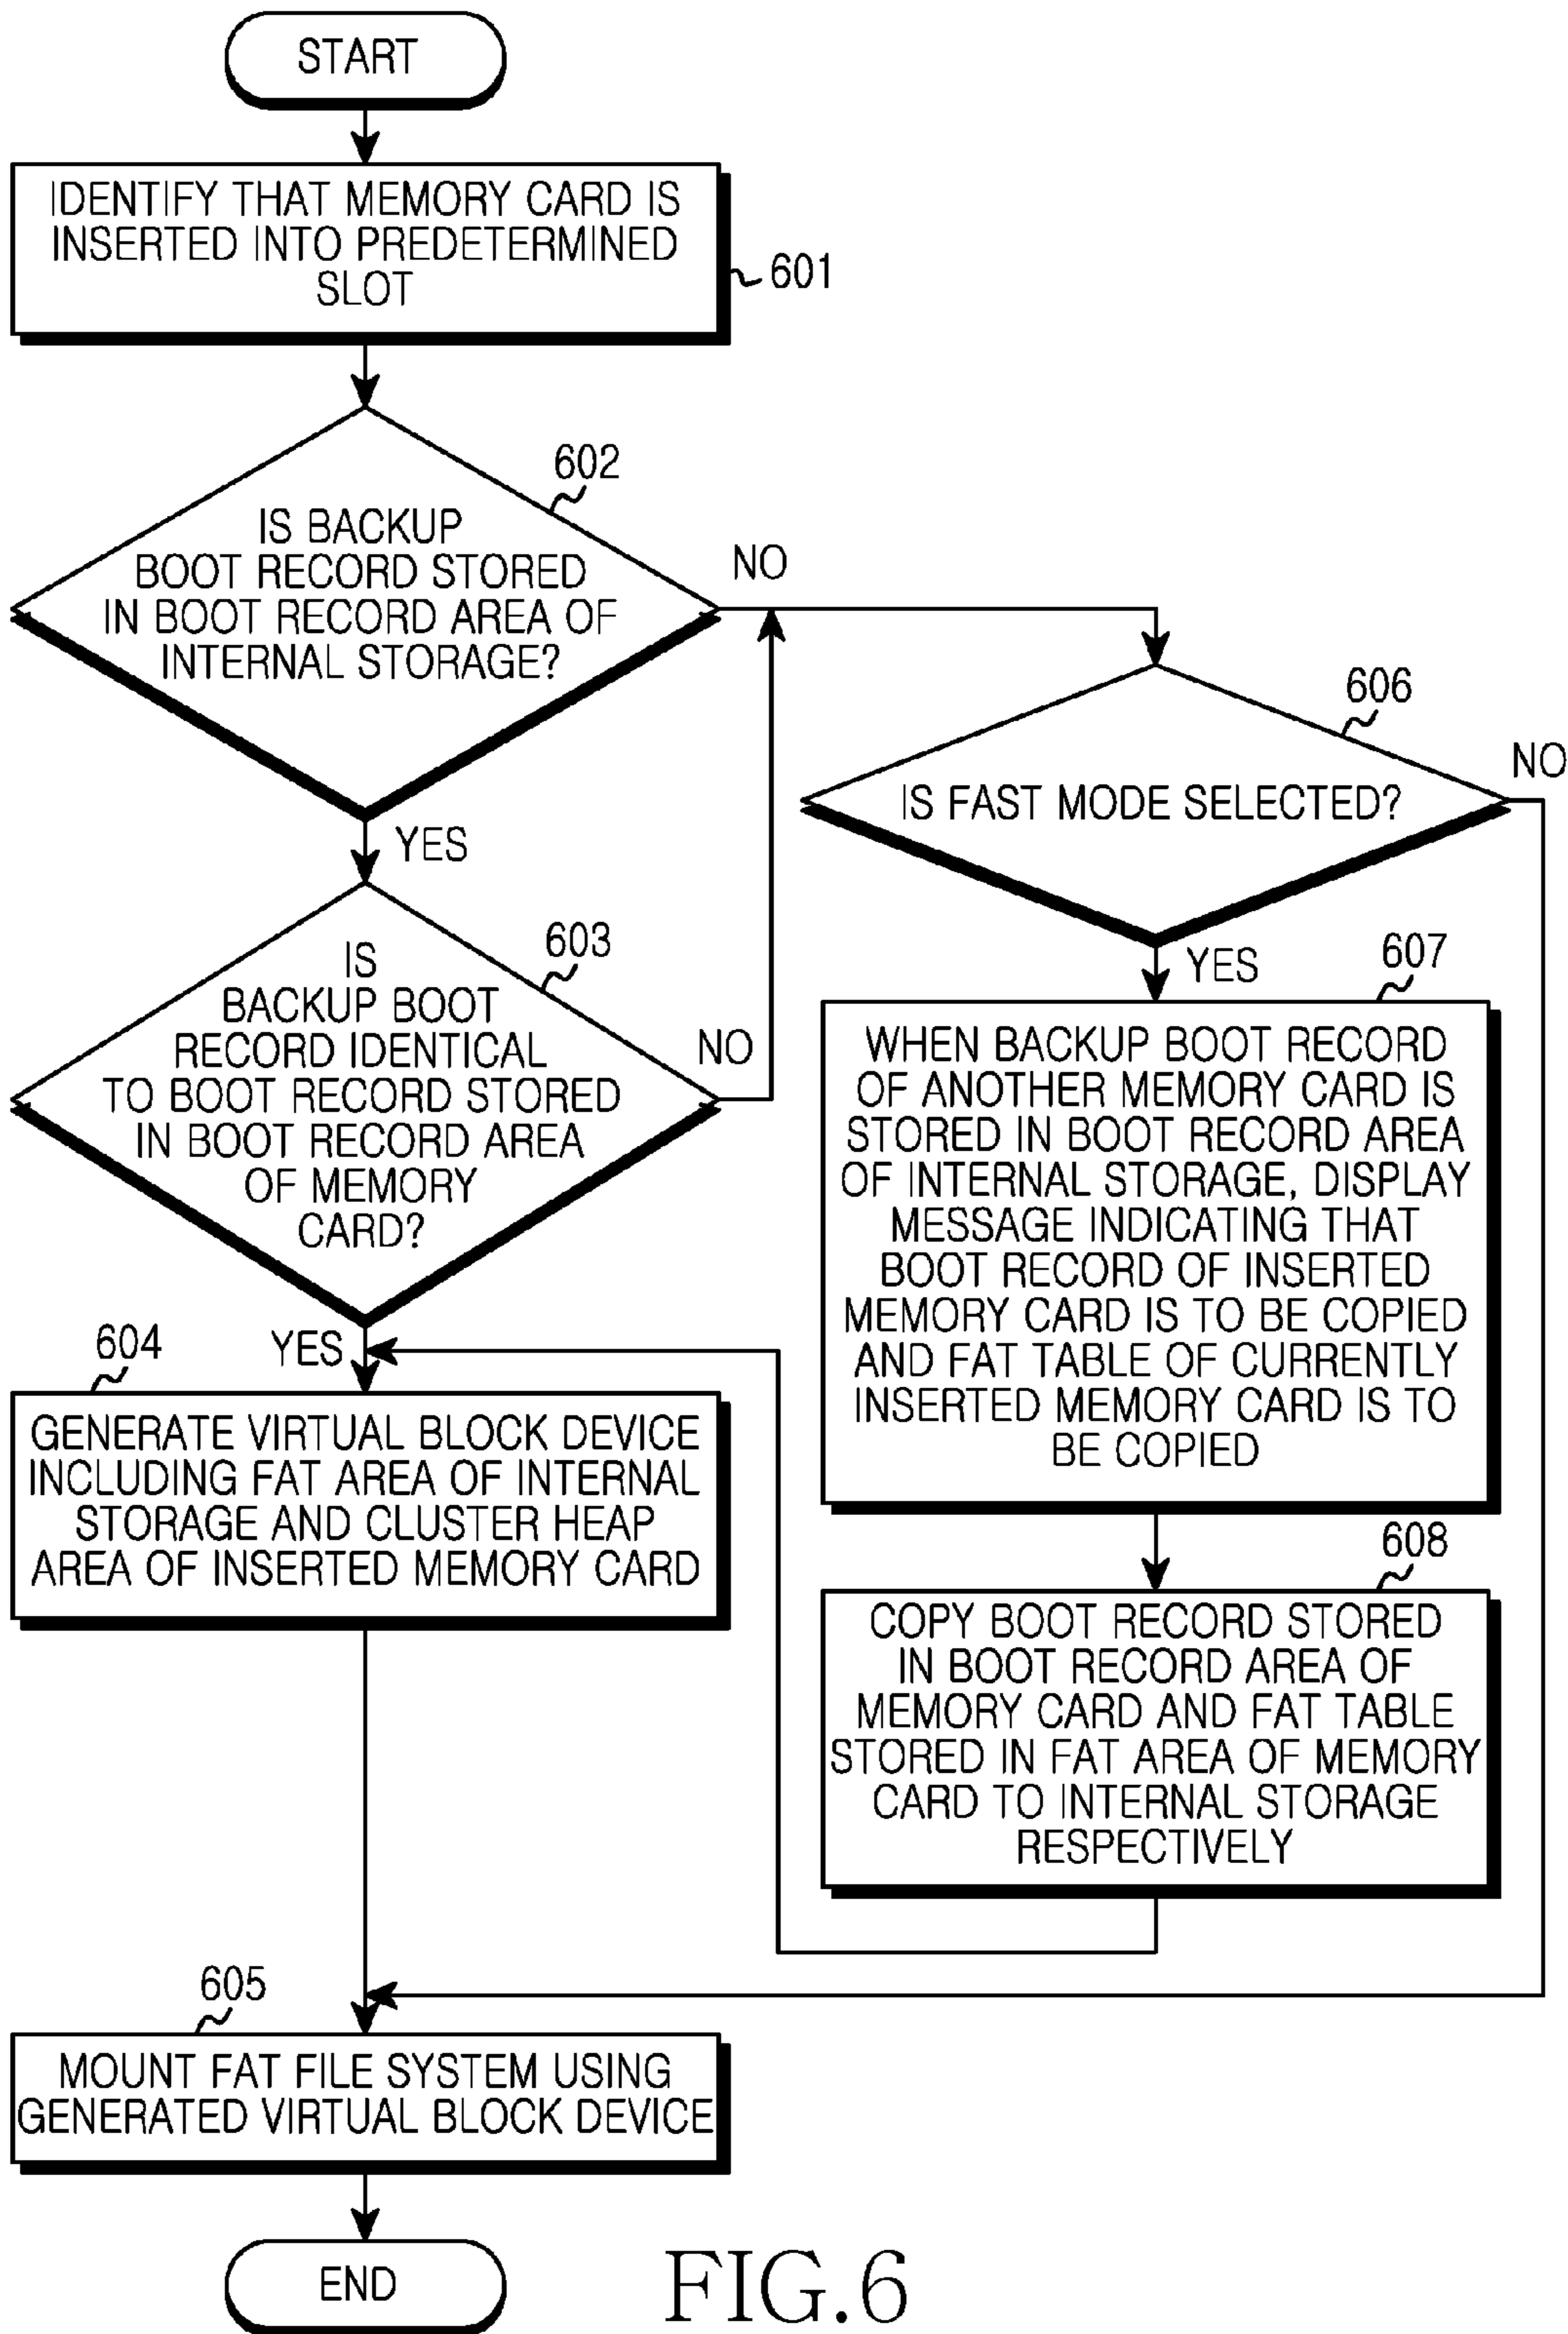 START
IDENTIFY THAT MEMORY CARD IS
INSERTED INTO PREDETERMINED
SLOT
601
602
IS BACKUP
BOOT RECORD STORED
IN BOOT RECORD AREA OF
INTERNAL STORAGE?
NO
YES
603
IS
BACKUP BOOT
RECORD IDENTICAL
TO BOOT RECORD STORED
IN BOOT RECORD AREA
OF MEMORY
CARD?
NO
YES
604
GENERATE VIRTUAL BLOCK DEVICE
INCLUDING FAT AREA OF INTERNAL
STORAGE AND CLUSTER HEAP
AREA OF INSERTED MEMORY CARD
605
MOUNT FAT FILE SYSTEM USING
GENERATED VIRTUAL BLOCK DEVICE
END
606
IS FAST MODE SELECTED?
NO
YES
607
WHEN BACKUP BOOT RECORD
OF ANOTHER MEMORY CARD IS
STORED IN BOOT RECORD AREA
OF INTERNAL STORAGE, DISPLAY
MESSAGE INDICATING THAT
BOOT RECORD OF INSERTED
MEMORY CARD IS TO BE COPIED
AND FAT TABLE OF CURRENTLY
INSERTED MEMORY CARD IS TO
BE COPIED
608
COPY BOOT RECORD STORED
IN BOOT RECORD AREA OF
MEMORY CARD AND FAT TABLE
STORED IN FAT AREA OF MEMORY
CARD TO INTERNAL STORAGE
RESPECTIVELY
FIG.6